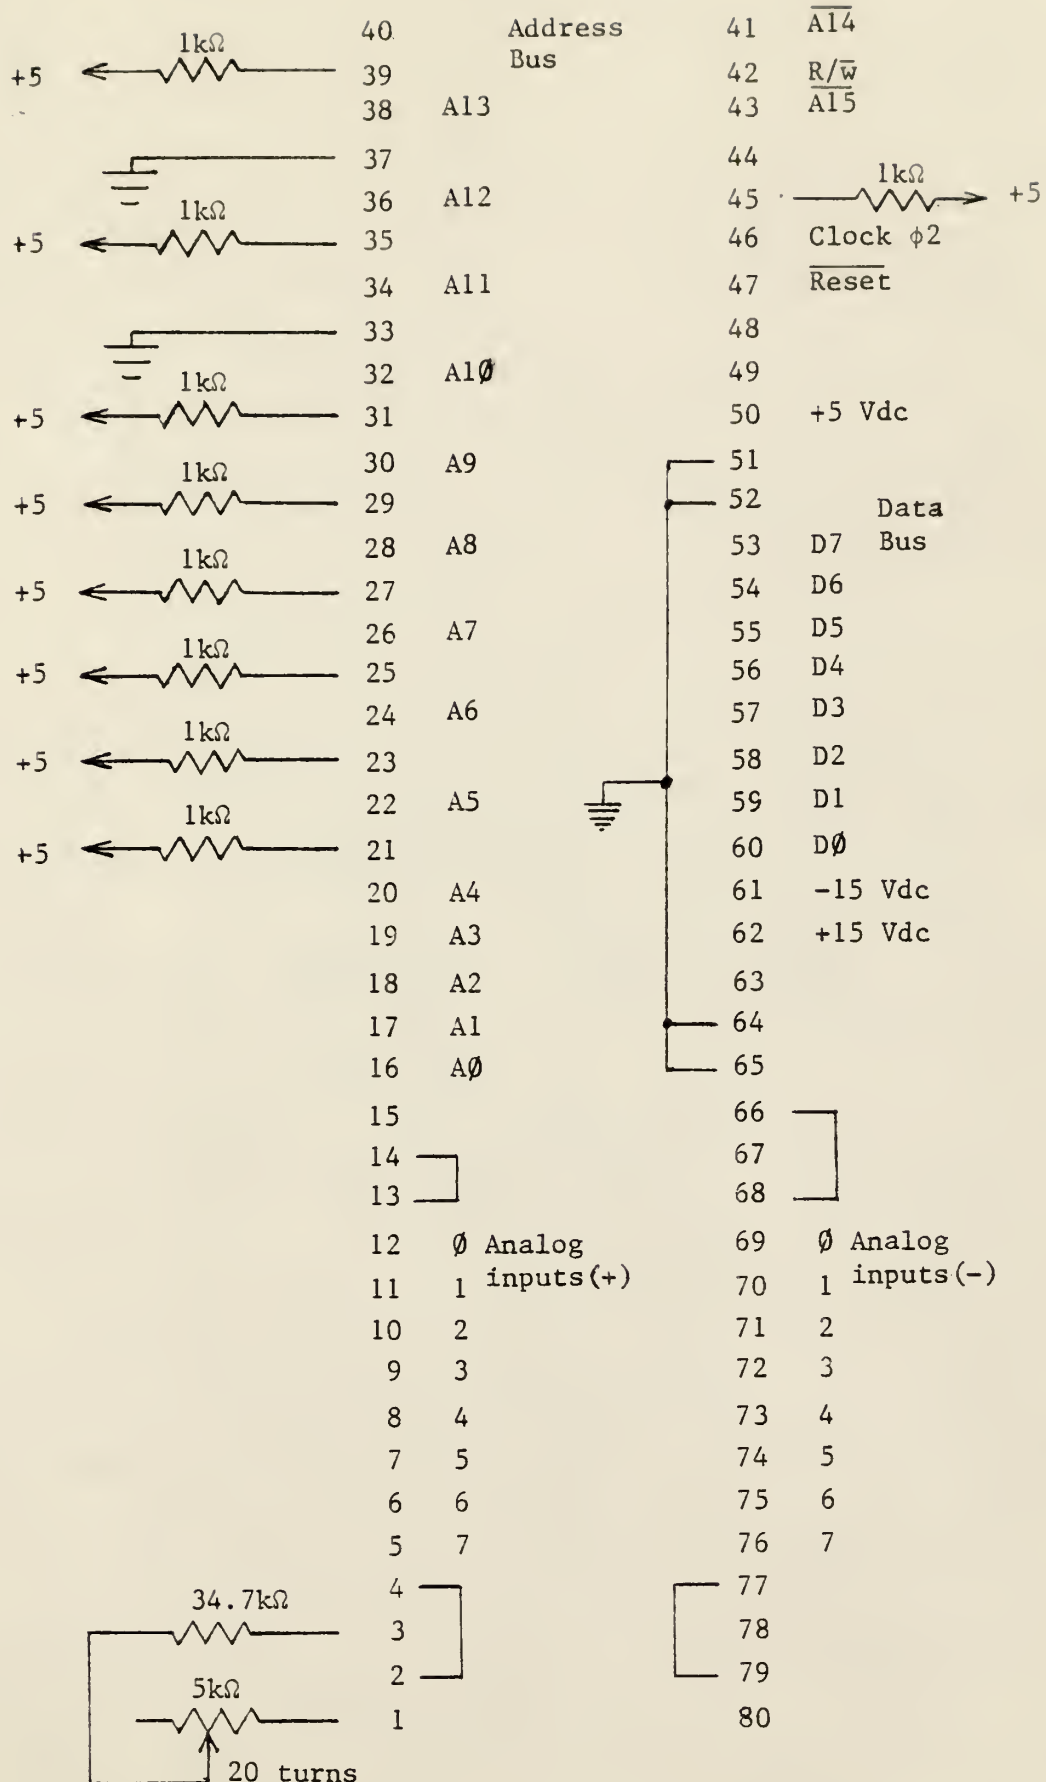 40 Address 41 A̅1̅4̅
1kΩ Bus
+5 39 42 R/w̅
38 A13 43 A̅1̅5̅
37 44
1kΩ
36 A12 45 +5
1kΩ
+5 35 46 Clock ϕ2
34 A11 47 R̅e̅s̅e̅t̅
33 48
32 A1Ø 49
1kΩ
+5 31 50 +5 Vdc
30 A9 51
1kΩ
+5 29 52 Data
28 A8 53 D7 Bus
1kΩ
+5 27 54 D6
26 A7 55 D5
1kΩ
+5 25 56 D4
24 A6 57 D3
1kΩ
+5 23 58 D2
22 A5 59 D1
1kΩ
+5 21 60 DØ
20 A4 61 -15 Vdc
19 A3 62 +15 Vdc
18 A2 63
17 A1 64
16 AØ 65
15 66
14 67
13 68
12 Ø Analog 69 Ø Analog
11 1 inputs(+) 70 1 inputs(-)
10 2 71 2
9 3 72 3
8 4 73 4
7 5 74 5
6 6 75 6
5 7 76 7
4 77
34.7kΩ
3 78
2 79
5kΩ
1 80
20 turns